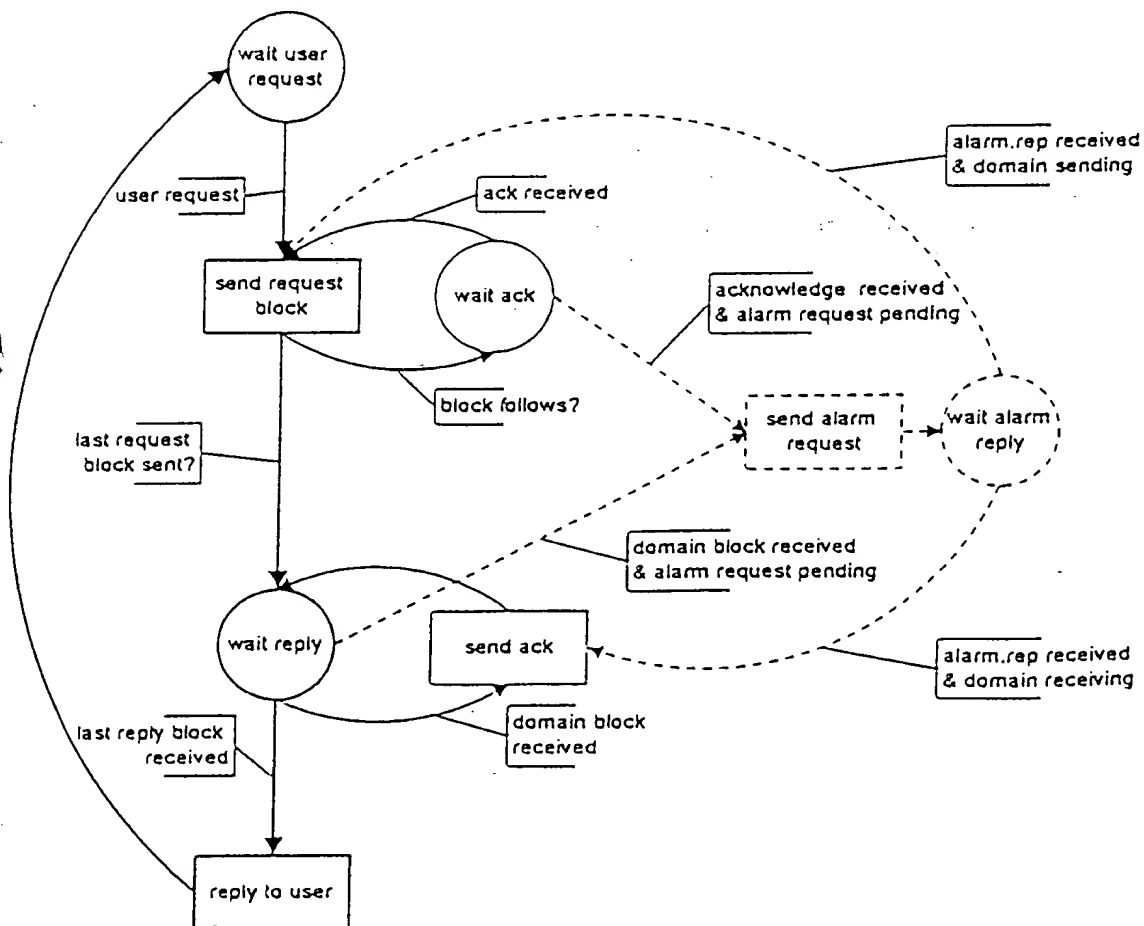 wait user
request
alarm.rep received
& domain sending
user request
ack received
send request
block
wait ack
acknowledge received
& alarm request pending
block follows?
send alarm
request
wait alarm
reply
last request
block sent?
domain block received
& alarm request pending
wait reply
send ack
alarm.rep received
& domain receiving
last reply block
received
domain block
received
reply to user